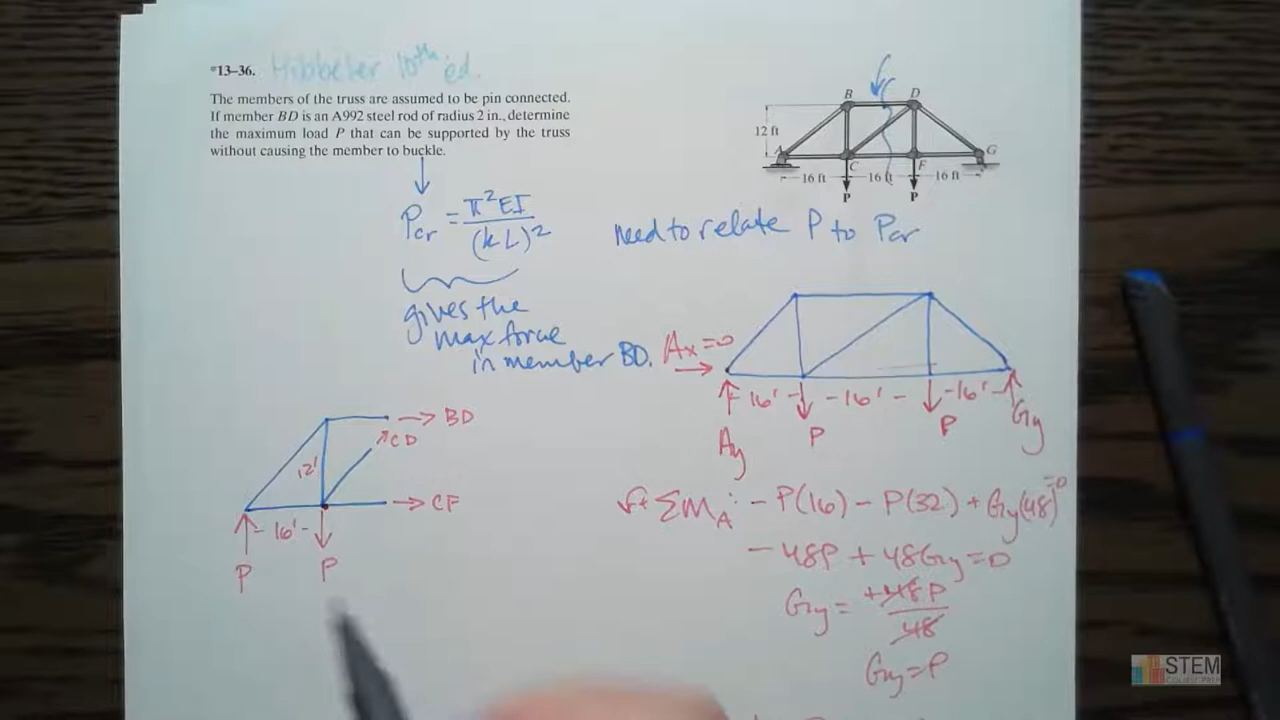 *13–36. Hibbeler 10th ed.
The members of the truss are assumed to be pin connected.
If member BD is an A992 steel rod of radius 2 in., determine
the maximum load P that can be supported by the truss
without causing the member to buckle.
B D
12 ft
A C F G
16 ft 16 ft 16 ft
P P
Pcr = π²EI / (kL)²
need to relate P to Pcr
gives the
max force
in member BD.
Ax=0
16' 16' 16'
Ay P P Gy
BD
CD
12'
CF
16'
P P
+ ΣMA: -P(16) - P(32) + Gy(48) =0
-48P + 48Gy = 0
Gy = +48P / 48
Gy = P
STEM
COURSE PREP